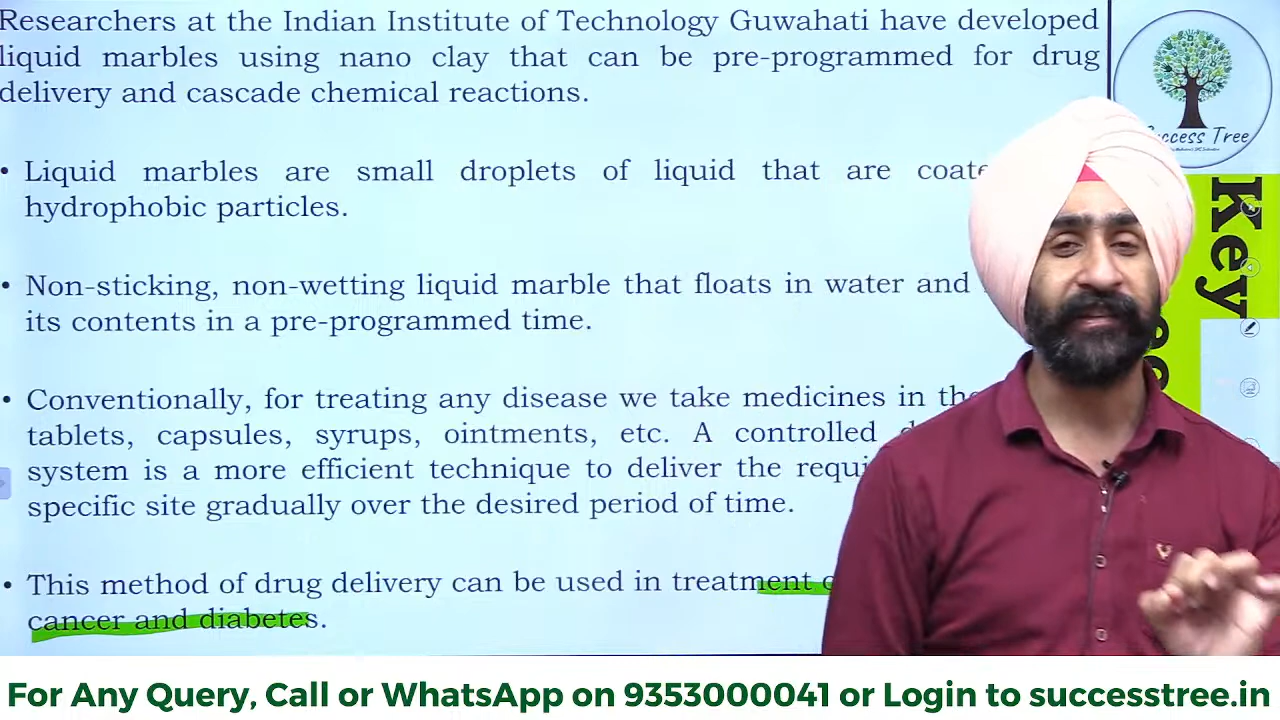 Researchers at the Indian Institute of Technology Guwahati have developed
liquid marbles using nano clay that can be pre-programmed for drug
delivery and cascade chemical reactions.
• Liquid marbles are small droplets of liquid that are
hydrophobic particles.
• Non-sticking, non-wetting liquid marble that floats in water and
its contents in a pre-programmed time.
• Conventionally, for treating any disease we take medicines in
tablets, capsules, syrups, ointments, etc. A controlled
system is a more efficient technique to deliver the
specific site gradually over the desired period of time.
• This method of drug delivery can be used in treatment
cancer and diabetes.
Tree
Key
For Any Query, Call or WhatsApp on 9353000041 or Login to successtree.in